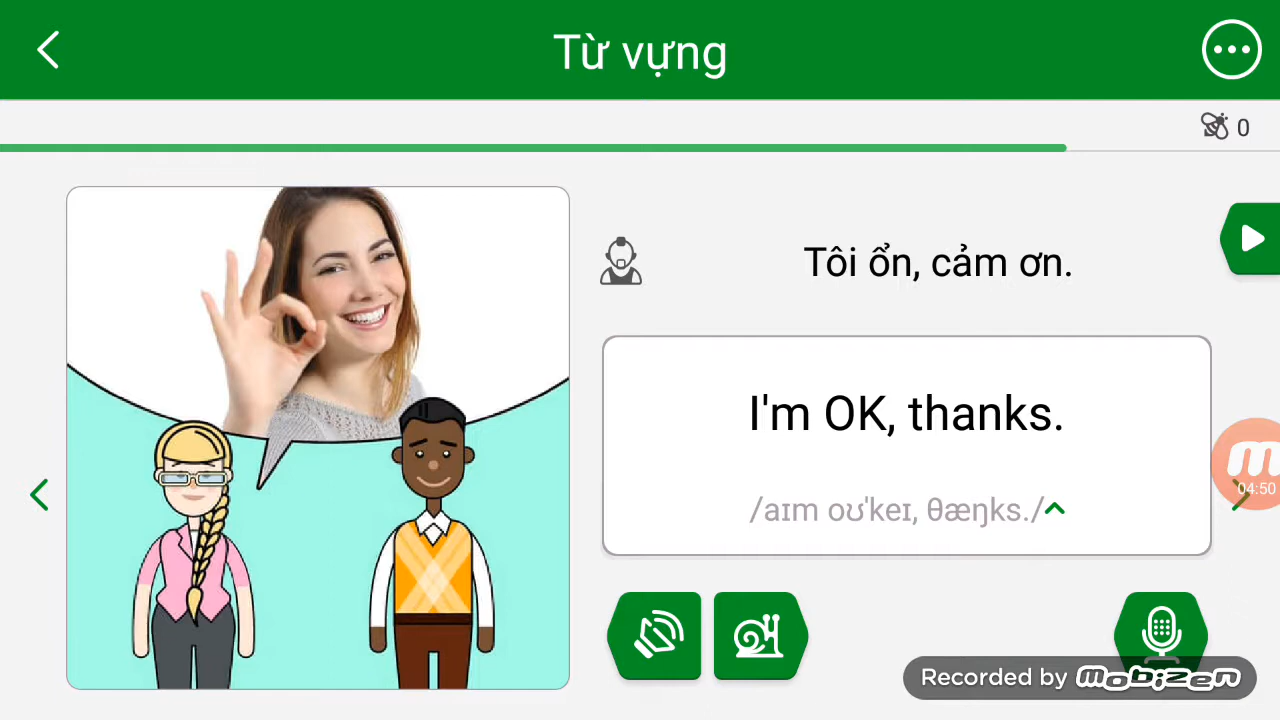 Từ vựng
0
Tôi ổn, cảm ơn.
I'm OK, thanks.
/aɪm oʊˈkeɪ, θæŋks./
04:50
Recorded by mobizen